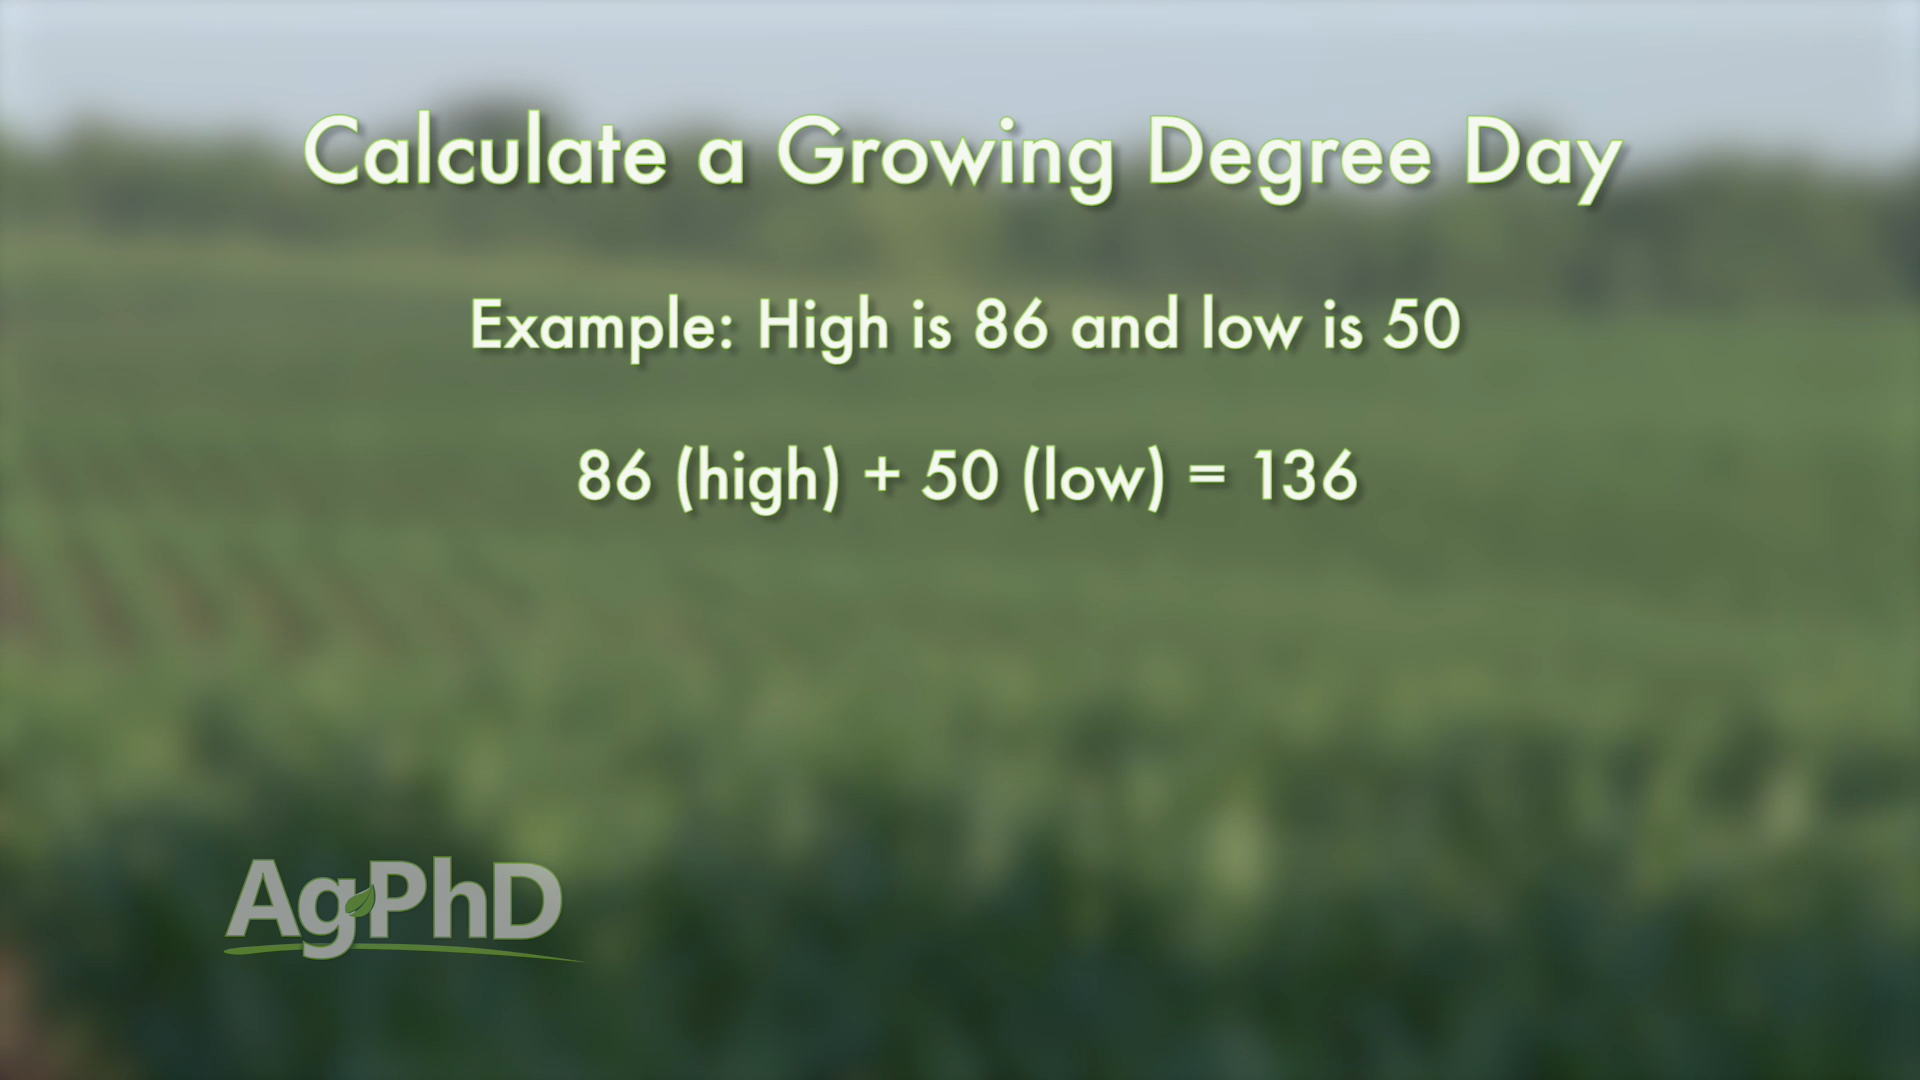 Calculate a Growing Degree Day
Example: High is 86 and low is 50
86 (high) + 50 (low) = 136
AgPhD